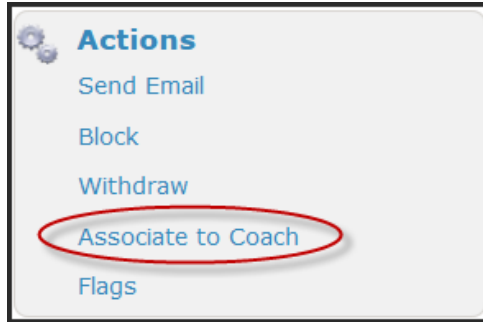 Actions
Send Email
Block
Withdraw
Associate to Coach
Flags